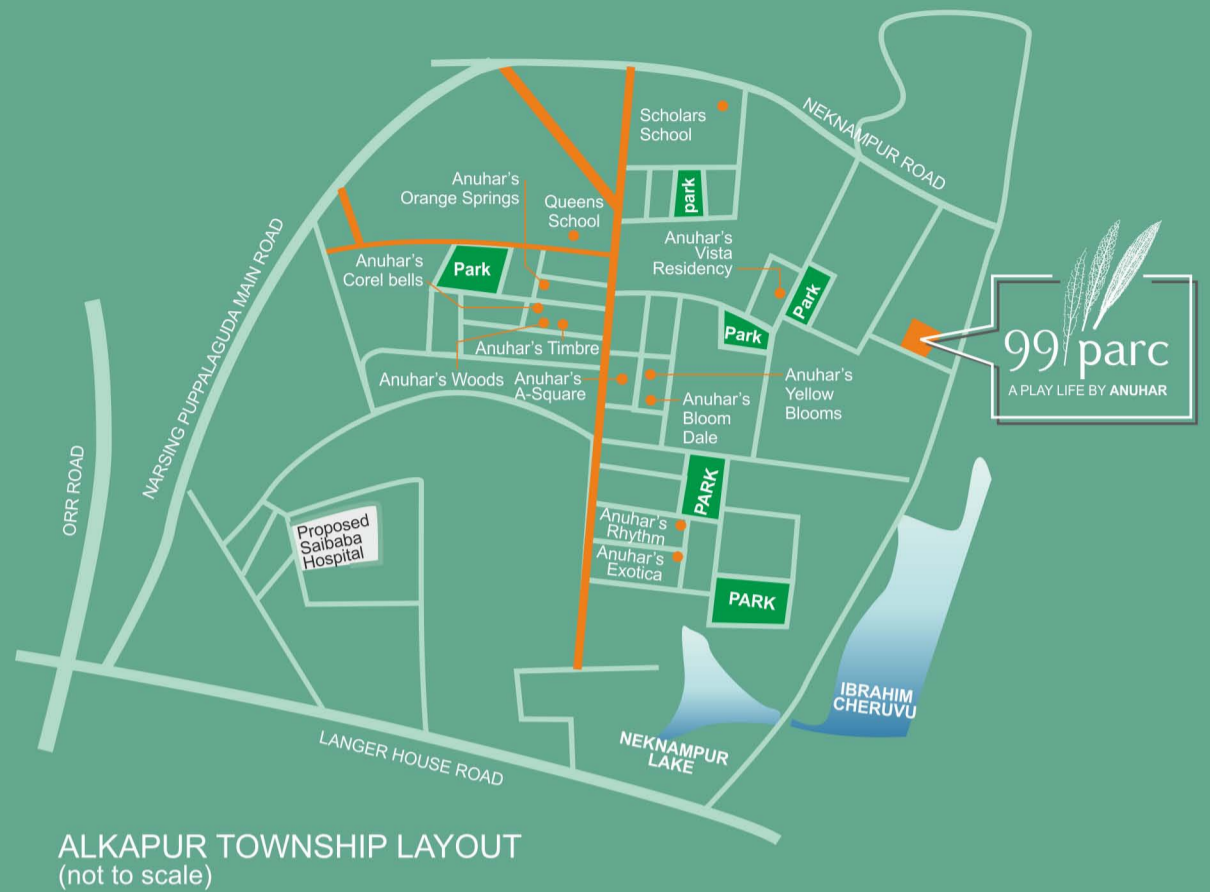 Scholars
School
NEKNAMPUR ROAD
park
Anuhar's
Orange Springs
Queens
School
Anuhar's
Vista
Residency
Anuhar's
Corel bells
Park
Park
Park
NARSING PUPPALAGUDA MAIN ROAD
Anuhar's Timbre
Anuhar's Woods
Anuhar's
A-Square
Anuhar's
Yellow
Blooms
Anuhar's
Bloom
Dale
99 parc
A PLAY LIFE BY ANUHAR
ORR ROAD
PARK
Proposed
Saibaba
Hospital
Anuhar's
Rhythm
Anuhar's
Exotica
PARK
IBRAHIM
CHERUVU
NEKNAMPUR
LAKE
LANGER HOUSE ROAD
ALKAPUR TOWNSHIP LAYOUT
(not to scale)